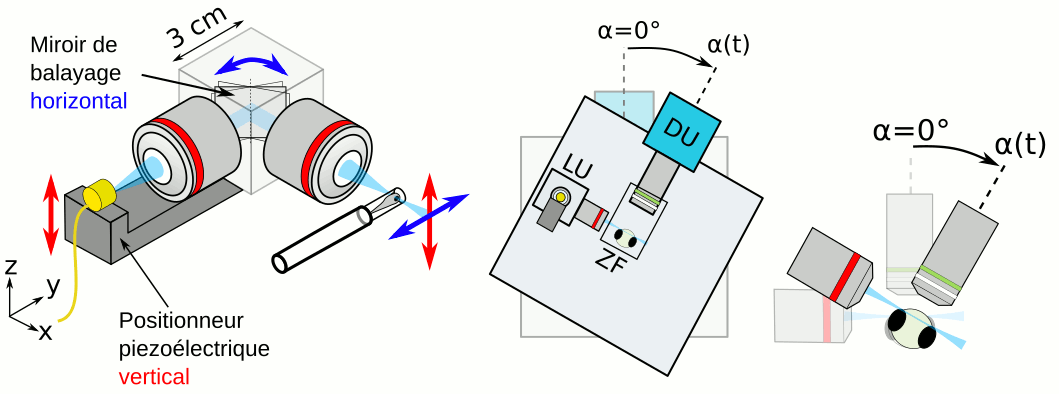 3 cm
Miroir de
balayage
horizontal
z
y
x
Positionneur
piezoélectrique
vertical
α=0°
α(t)
DU
LU
ZF
α=0°
α(t)